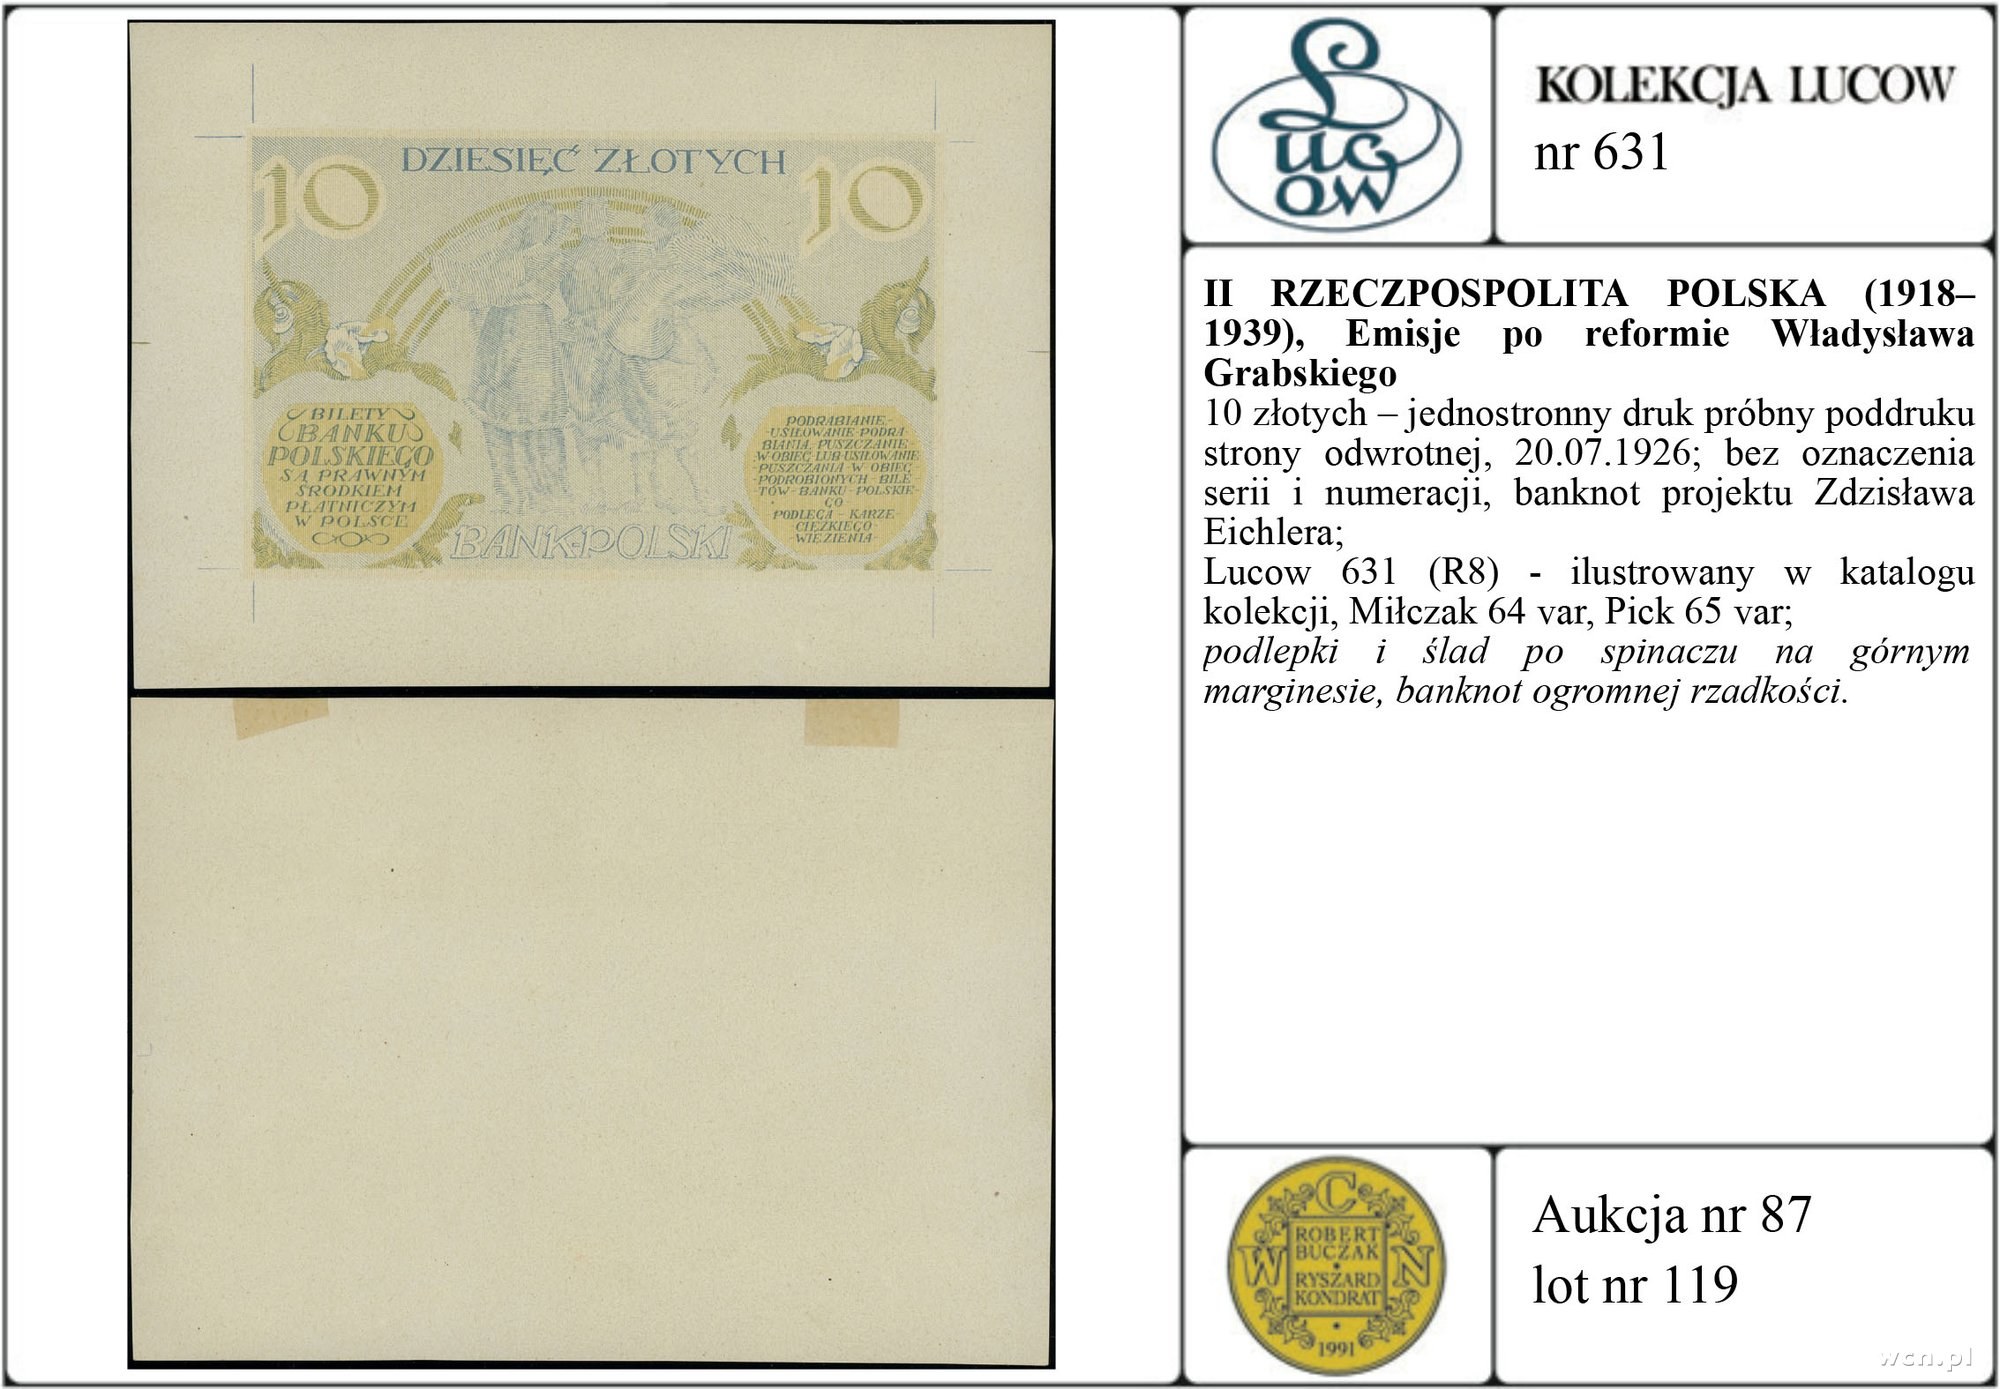 10
DZIESIĘĆ ZŁOTYCH
10
BILETY
BANKU
POLSKIEGO
SĄ PRAWNYM
ŚRODKIEM
PŁATNICZYM
W POLSCE
PODRABIANIE-
-USIŁOWANIE-PODRA-
BIANIA, PUSZCZANIE-
-W OBIEG-LUB-USIŁOWANIE
-PUSZCZANIA-W OBIEG-
-PODROBIONYCH-BILE
TÓW-BANKU-POLSKIE-
GO
PODLEGA-KARZE-
CIĘŻKIEGO-
-WIĘZIENIA-
BANK POLSKI
Lucow
KOLEKCJA LUCOW
nr 631
II RZECZPOSPOLITA POLSKA (1918–
1939), Emisje po reformie Władysława
Grabskiego
10 złotych – jednostronny druk próbny poddruku
strony odwrotnej, 20.07.1926; bez oznaczenia
serii i numeracji, banknot projektu Zdzisława
Eichlera;
Lucow 631 (R8) - ilustrowany w katalogu
kolekcji, Miłczak 64 var, Pick 65 var;
podlepki i ślad po spinaczu na górnym
marginesie, banknot ogromnej rzadkości.
W C N
ROBERT
BUCZAK
RYSZARD
KONDRAT
1991
Aukcja nr 87
lot nr 119
wcn.pl